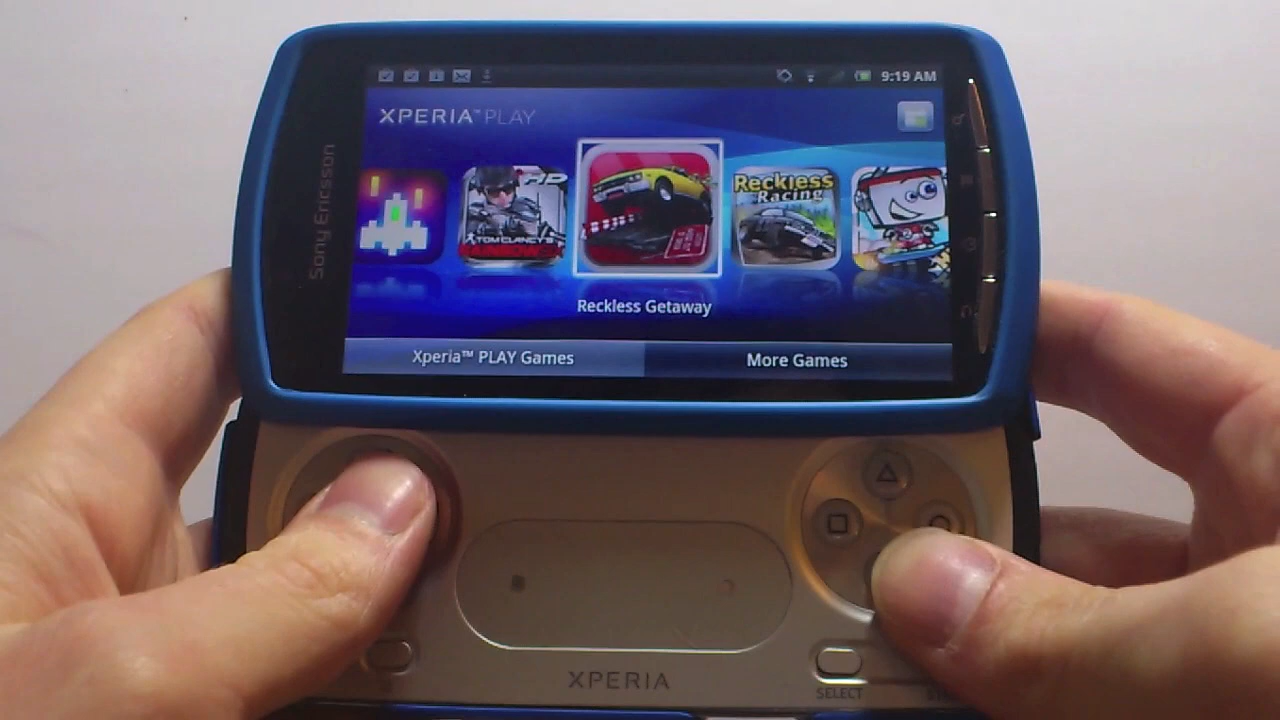 9:19 AM
XPERIA™ PLAY
Sony Ericsson
HD
TOM CLANCY'S
RAINBOW
Reckless
Racing
Reckless Getaway
Xperia™ PLAY Games
More Games
XPERIA
SELECT